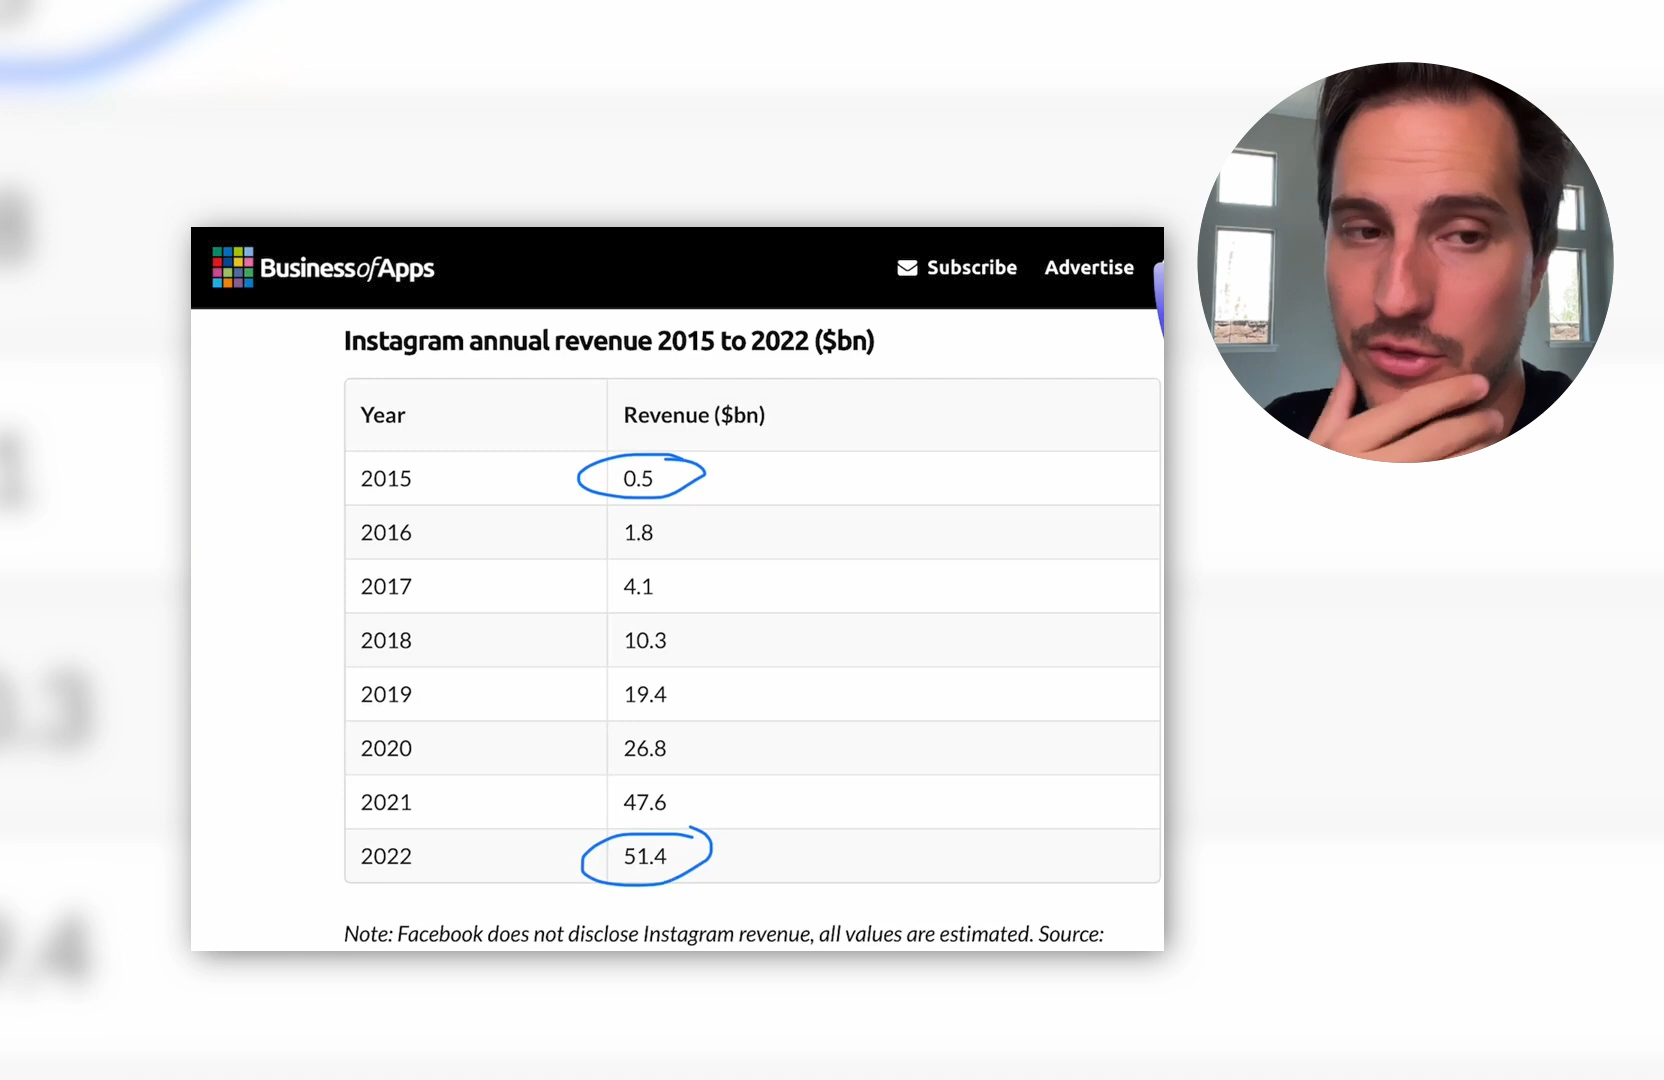 BusinessofApps
Subscribe Advertise
Instagram annual revenue 2015 to 2022 ($bn)
Year Revenue ($bn)
2015 0.5
2016 1.8
2017 4.1
2018 10.3
2019 19.4
2020 26.8
2021 47.6
2022 51.4
Note: Facebook does not disclose Instagram revenue, all values are estimated. Source: